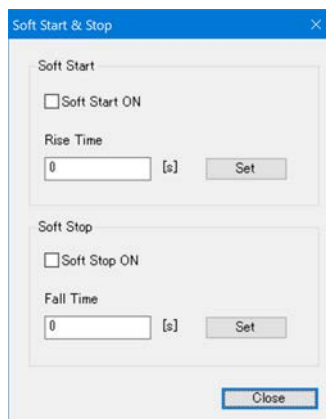 Soft Start & Stop
Soft Start
Soft Start ON
Rise Time
0 [s] Set
Soft Stop
Soft Stop ON
Fall Time
0 [s] Set
Close